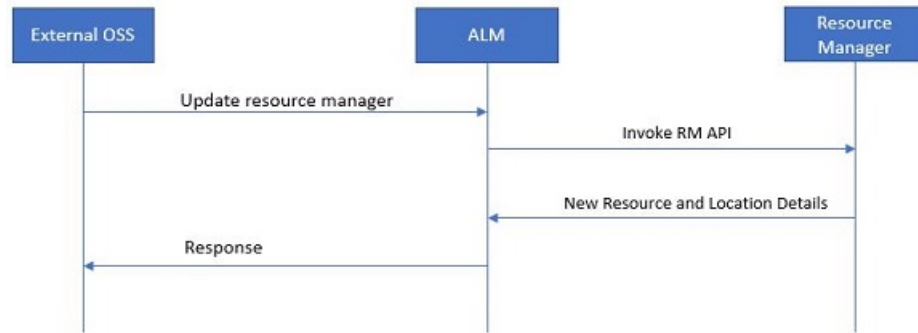 External OSS
ALM
Resource
Manager
Update resource manager
Invoke RM API
New Resource and Location Details
Response